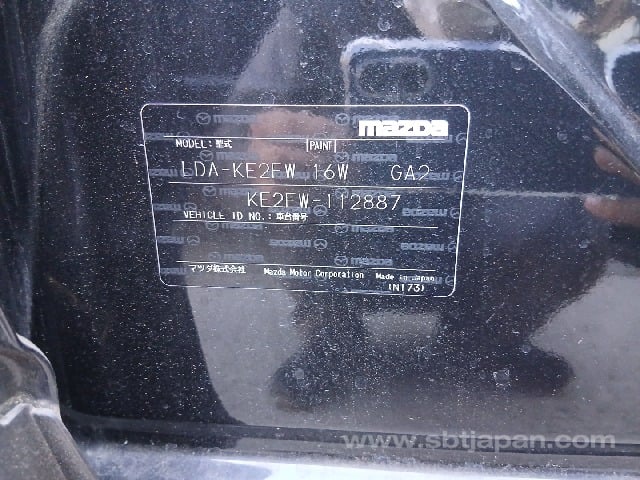 mazda
MODEL : 型式 PAINT
LDA-KE2FW 16W GA2
KE2FW-112887
VEHICLE ID NO. : 車台番号
マツダ株式会社 Mazda Motor Corporation Made in Japan
(N173)
www.sbtjapan.com